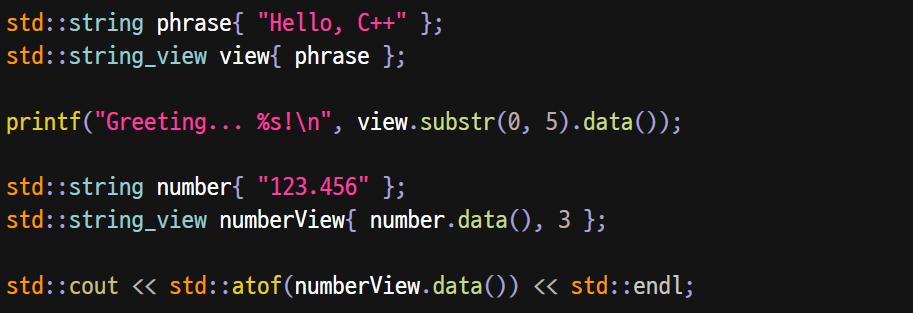 std::string phrase{ "Hello, C++" };
std::string_view view{ phrase };
printf("Greeting... %s!\n", view.substr(0, 5).data());
std::string number{ "123.456" };
std::string_view numberView{ number.data(), 3 };
std::cout << std::atof(numberView.data()) << std::endl;